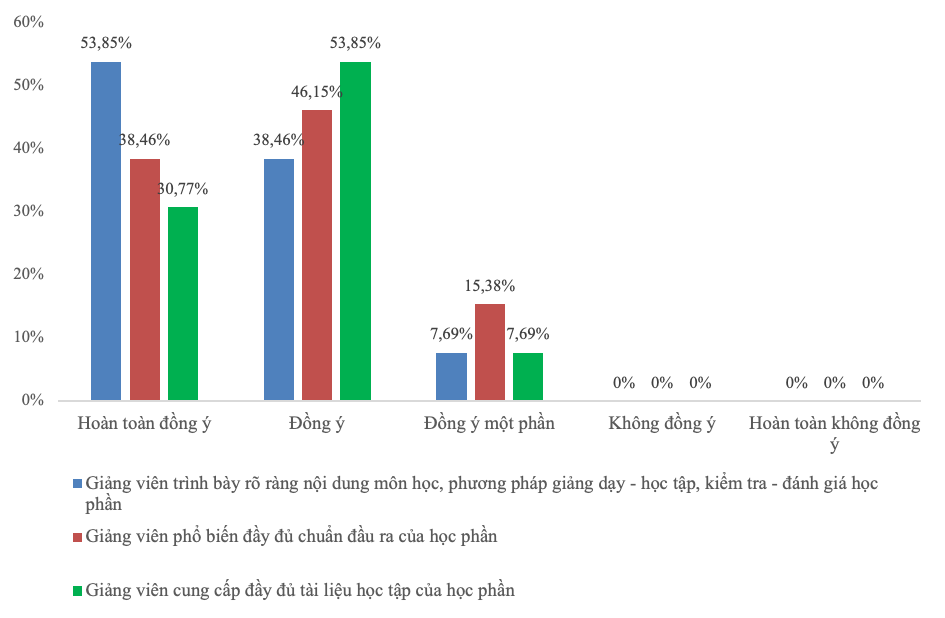 60%
53,85%
53,85%
50%
46,15%
40%
38,46%
38,46%
30,77%
30%
20%
15,38%
10%
7,69%
7,69%
0%
0%
0%
0%
0%
0%
0%
Hoàn toàn đồng ý
Đồng ý
Đồng ý một phần
Không đồng ý
Hoàn toàn không đồng
ý
Giảng viên trình bày rõ ràng nội dung môn học, phương pháp giảng dạy - học tập, kiểm tra - đánh giá học
phần
Giảng viên phổ biến đầy đủ chuẩn đầu ra của học phần
Giảng viên cung cấp đầy đủ tài liệu học tập của học phần